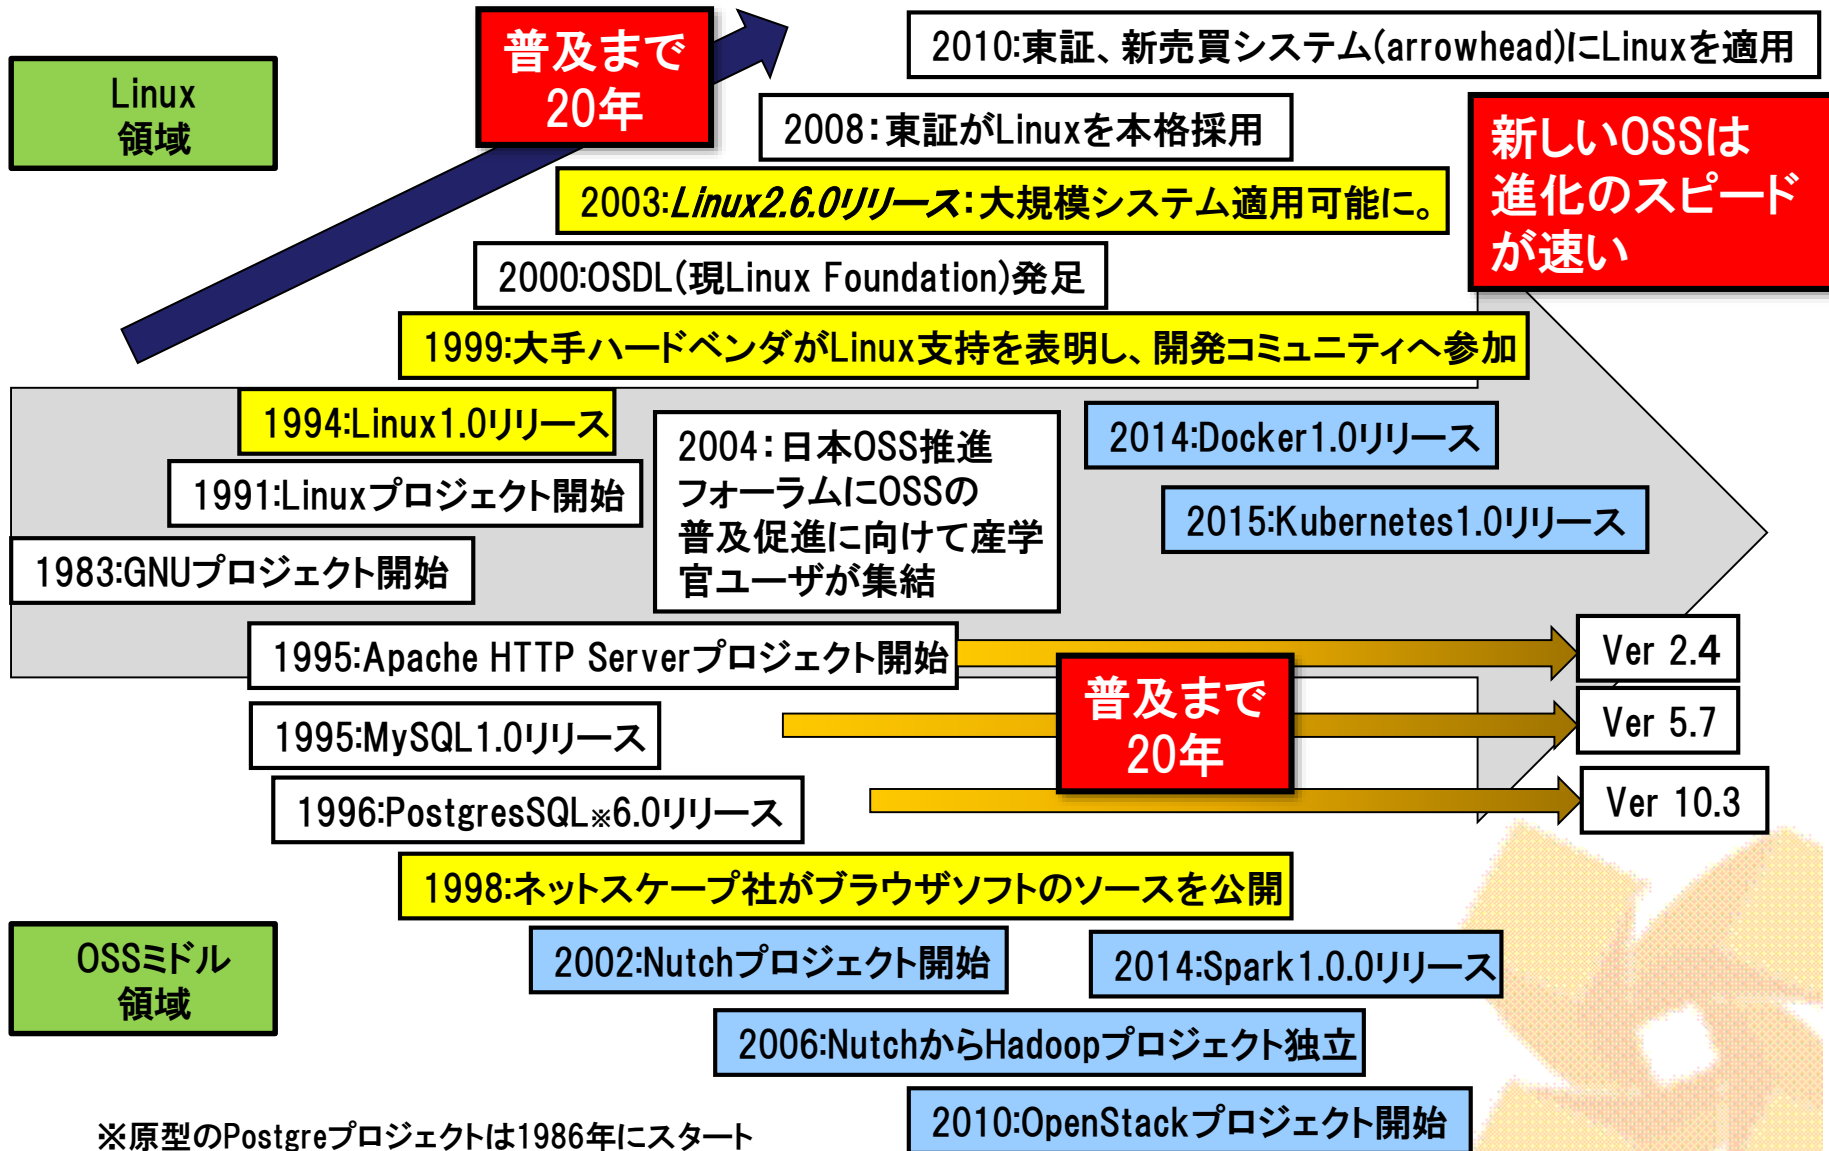 Linux
領域
普及まで
20年
2010:東証、新売買システム(arrowhead)にLinuxを適用
2008:東証がLinuxを本格採用
新しいOSSは
進化のスピード
が速い
2003:Linux2.6.0リリース:大規模システム適用可能に。
2000:OSDL(現Linux Foundation)発足
1999:大手ハードベンダがLinux支持を表明し、開発コミュニティへ参加
1994:Linux1.0リリース
1991:Linuxプロジェクト開始
1983:GNUプロジェクト開始
2004:日本OSS推進
フォーラムにOSSの
普及促進に向けて産学
官ユーザが集結
2014:Docker1.0リリース
2015:Kubernetes1.0リリース
1995:Apache HTTP Serverプロジェクト開始
Ver 2.4
1995:MySQL1.0リリース
普及まで
20年
Ver 5.7
1996:PostgresSQL※6.0リリース
Ver 10.3
1998:ネットスケープ社がブラウザソフトのソースを公開
OSSミドル
領域
2002:Nutchプロジェクト開始
2014:Spark1.0.0リリース
2006:NutchからHadoopプロジェクト独立
2010:OpenStackプロジェクト開始
※原型のPostgreプロジェクトは1986年にスタート